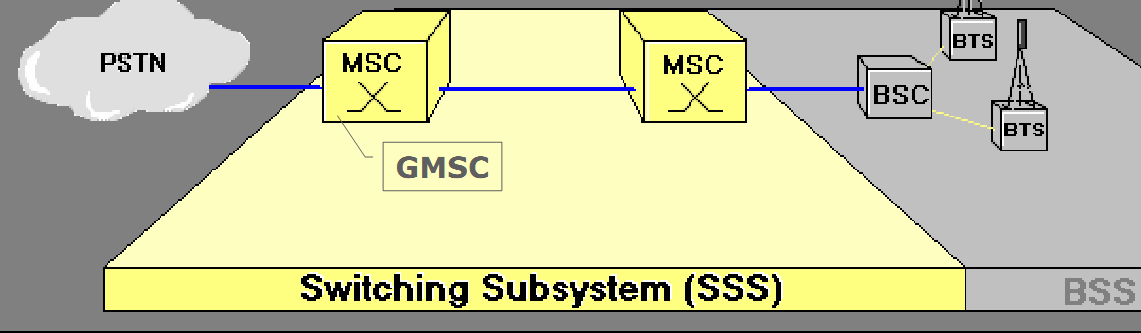 PSTN
MSC
MSC
BTS
BSC
BTS
GMSC
Switching Subsystem (SSS)
BSS